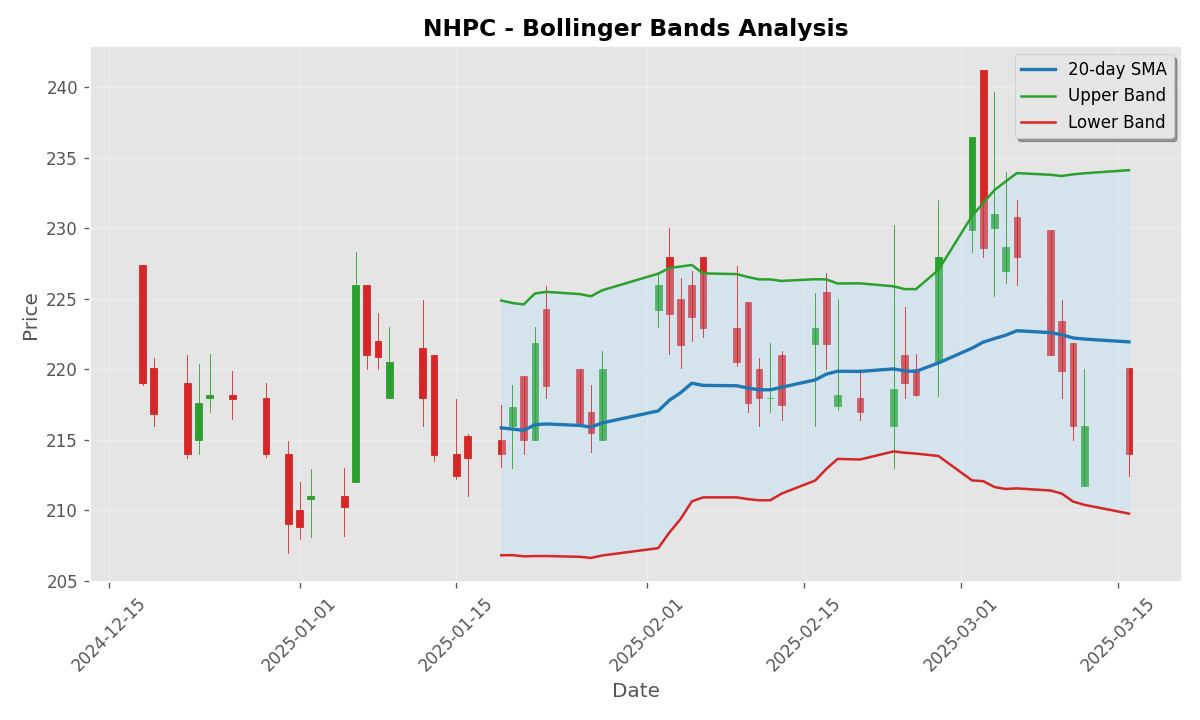 NHPC - Bollinger Bands Analysis
20-day SMA
Upper Band
Lower Band
Price
240
235
230
225
220
215
210
205
2024-12-15
2025-01-01
2025-01-15
2025-02-01
2025-02-15
2025-03-01
2025-03-15
Date